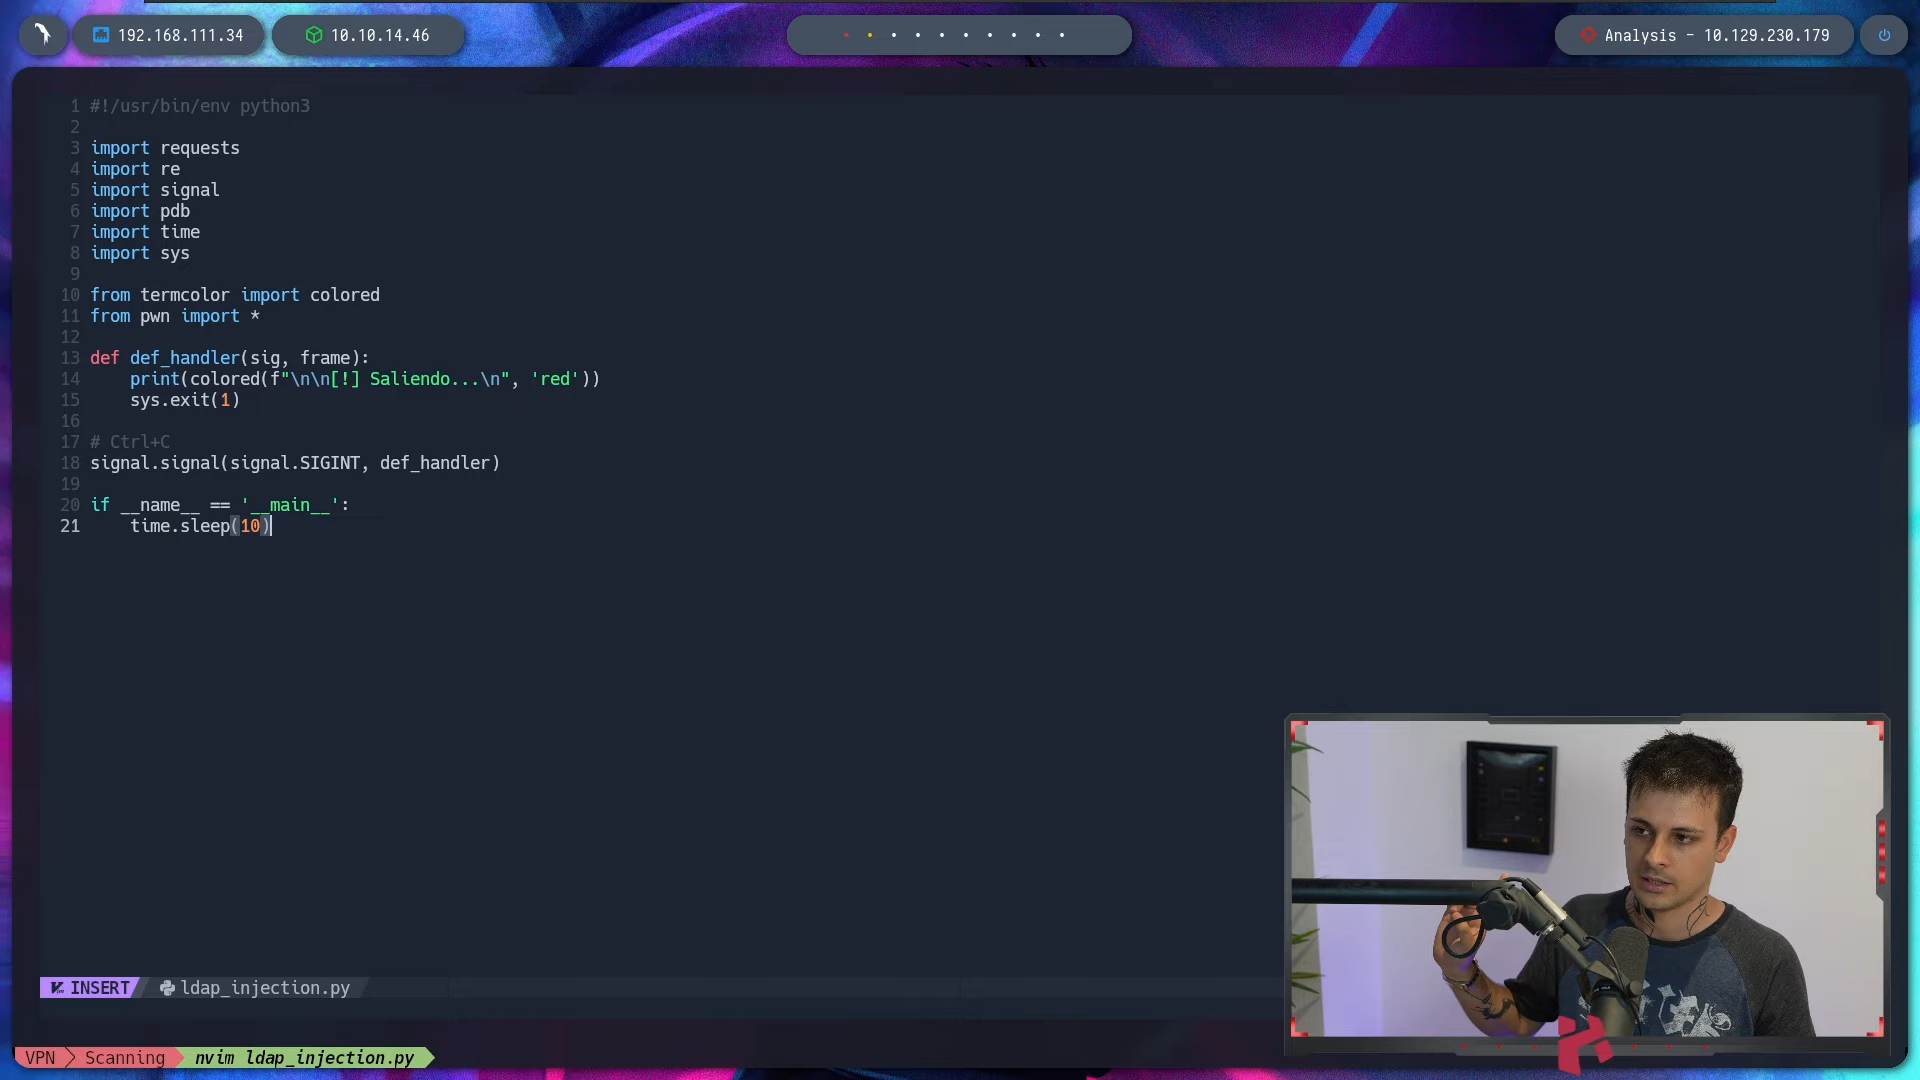 192.168.111.34
10.10.14.46
Analysis - 10.129.230.179
1 #!/usr/bin/env python3
2
3 import requests
4 import re
5 import signal
6 import pdb
7 import time
8 import sys
9
10 from termcolor import colored
11 from pwn import *
12
13 def def_handler(sig, frame):
14     print(colored(f"\n\n[!] Saliendo...\n", 'red'))
15     sys.exit(1)
16
17 # Ctrl+C
18 signal.signal(signal.SIGINT, def_handler)
19
20 if __name__ == '__main__':
21     time.sleep(10)
INSERT ldap_injection.py
VPN Scanning nvim ldap_injection.py